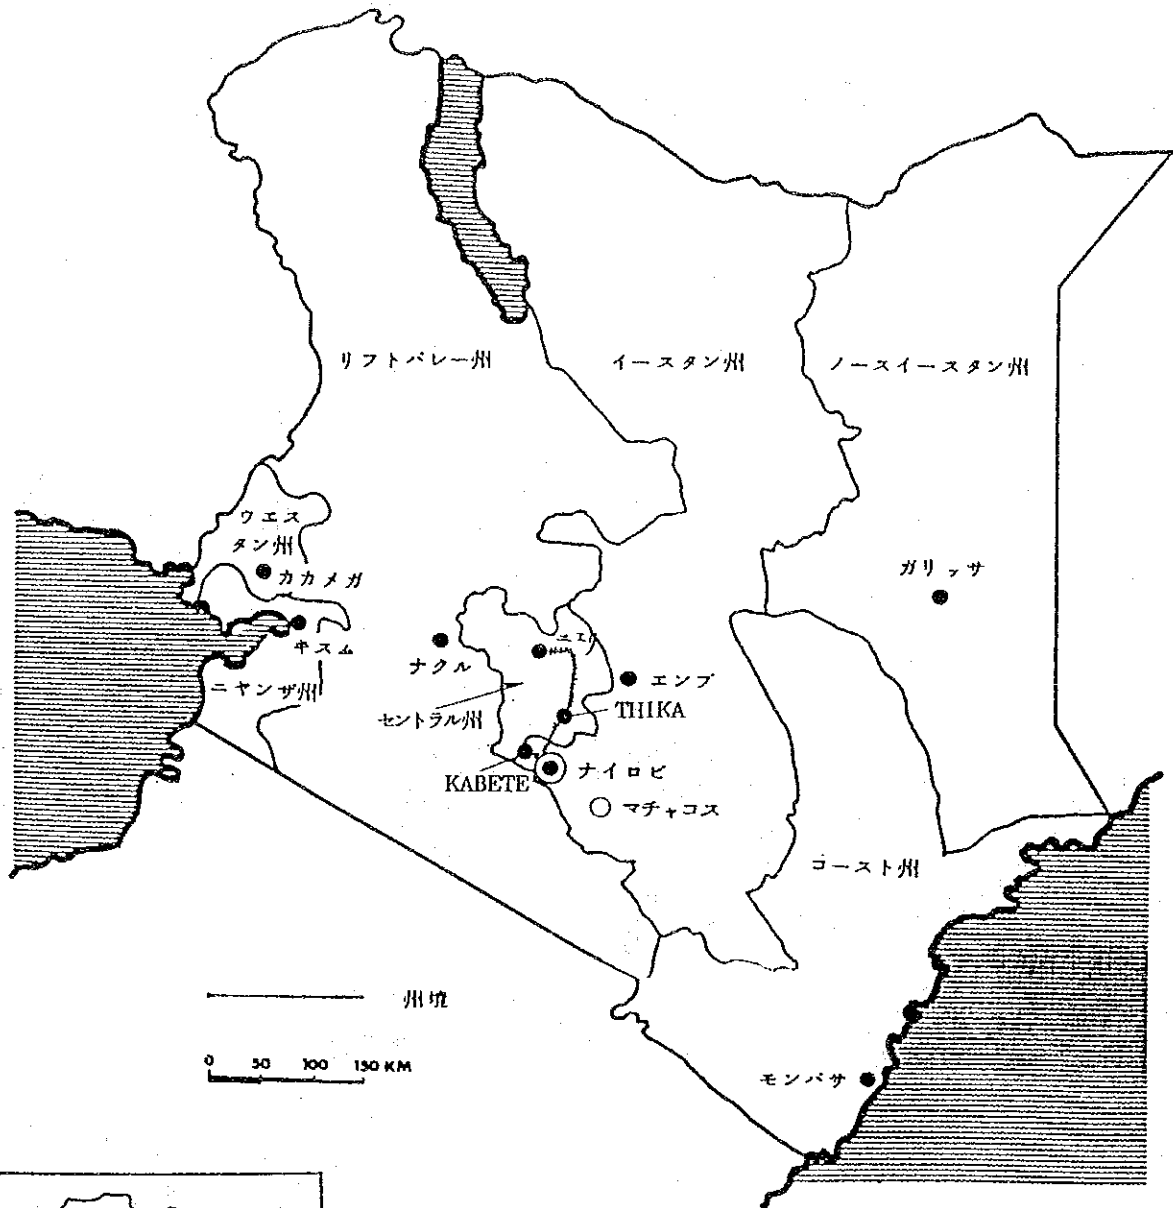 リフトバレー州
イースタン州
ノースイースタン州
ウエス
タン州
カカメガ
ガリッサ
キスム
ナクル
ニエリ
エンブ
ニヤンザ州
セントラル州
THIKA
KABETE
ナイロビ
マチャコス
コースト州
州境
0 50 100 150 KM
モンバサ